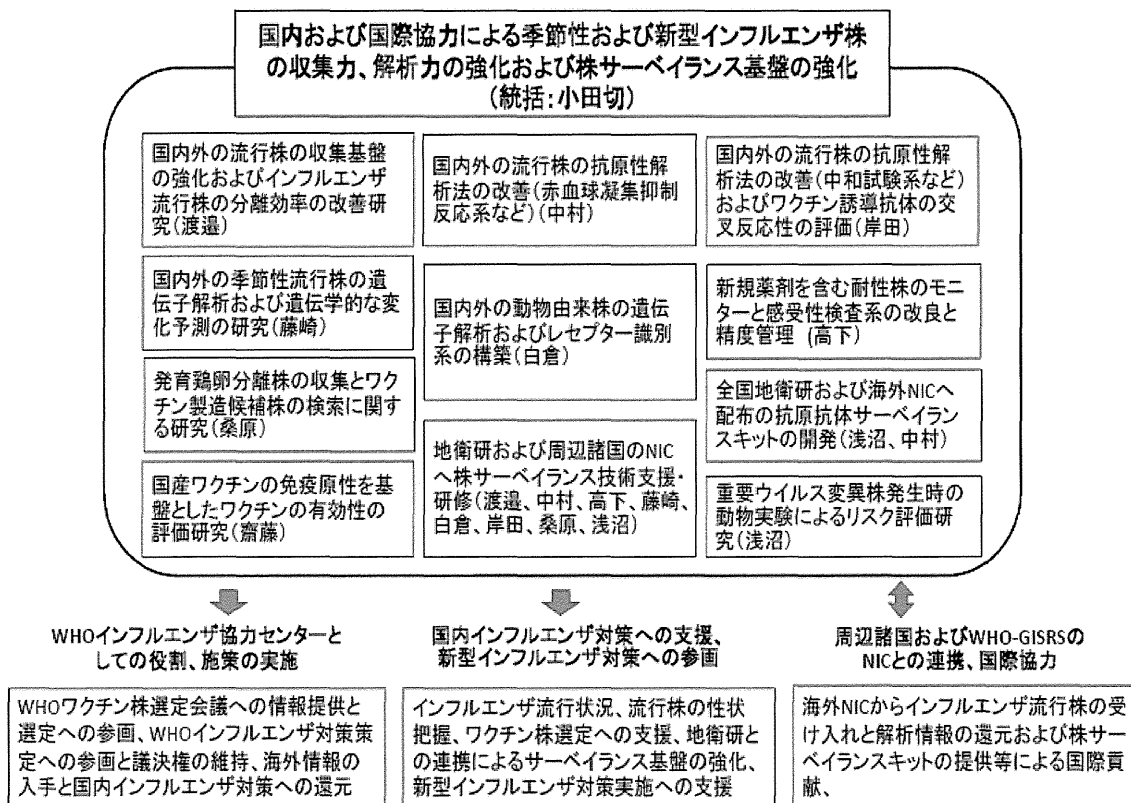 国内および国際協力による季節性および新型インフルエンザ株
の収集力、解析力の強化および株サーベイランス基盤の強化
(統括:小田切)
国内外の流行株の収集基盤
の強化およびインフルエンザ
流行株の分離効率の改善研
究(渡邉)
国内外の季節性流行株の遺
伝子解析および遺伝学的な変
化予測の研究(藤崎)
発育鶏卵分離株の収集とワク
チン製造候補株の検索に関す
る研究(桑原)
国産ワクチンの免疫原性を基
盤としたワクチンの有効性の
評価研究(齋藤)
国内外の流行株の抗原性解
析法の改善(赤血球凝集抑制
反応系など)(中村)
国内外の動物由来株の遺伝
子解析およびレセプター識別
系の構築(白倉)
地衛研および周辺諸国のNIC
へ株サーベイランス技術支援・
研修(渡邉、中村、高下、藤崎、
白倉、岸田、桑原、浅沼)
国内外の流行株の抗原性解
析法の改善(中和試験系など)
およびワクチン誘導抗体の交
叉反応性の評価(岸田)
新規薬剤を含む耐性株のモニ
ターと感受性検査系の改良と
精度管理 (高下)
全国地衛研および海外NICへ
配布の抗原抗体サーベイラン
スキットの開発(浅沼、中村)
重要ウイルス変異株発生時の
動物実験によるリスク評価研
究(浅沼)
WHOインフルエンザ協力センターと
しての役割、施策の実施
WHOワクチン株選定会議への情報提供と
選定への参画、WHOインフルエンザ対策策
定への参画と議決権の維持、海外情報の
入手と国内インフルエンザ対策への還元
国内インフルエンザ対策への支援、
新型インフルエンザ対策への参画
インフルエンザ流行状況、流行株の性状
把握、ワクチン株選定への支援、地衛研と
の連携によるサーベイランス基盤の強化、
新型インフルエンザ対策実施への支援
周辺諸国およびWHO-GISRSの
NICとの連携、国際協力
海外NICからインフルエンザ流行株の受
け入れと解析情報の還元および株サー
ベイランスキットの提供等による国際貢
献、